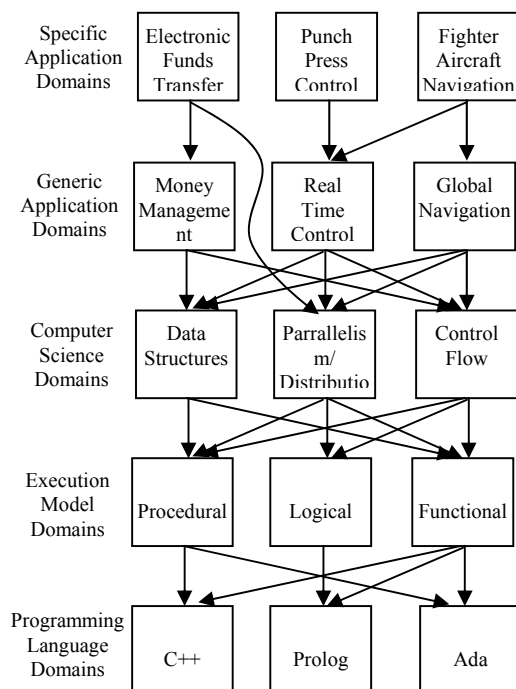 Specific
Application
Domains
Electronic
Funds
Transfer
Punch
Press
Control
Fighter
Aircraft
Navigation
Generic
Application
Domains
Money
Manageme
nt
Real
Time
Control
Global
Navigation
Computer
Science
Domains
Data
Structures
Parrallelis
m/
Distributio
Control
Flow
Execution
Model
Domains
Procedural
Logical
Functional
Programming
Language
Domains
C++
Prolog
Ada